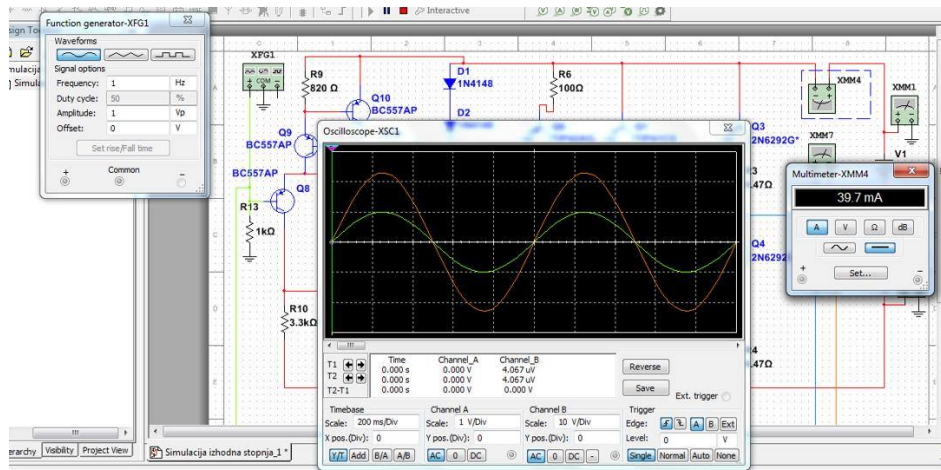 Interactive
sign Too
Function generator-XFG1
Waveforms
Signal options
Frequency: 1 Hz
Duty cycle: 50 %
Amplitude: 1 Vp
Offset: 0 V
Set rise/Fall time
+ Common -
mulacija
Simula
XFG1
COM
R9
820 Ω
Q10
BC557AP
Q9
BC557AP
BC557AP
Q8
R13
1kΩ
R10
3.3kΩ
D1
1N4148
D2
R6
100Ω
XMM4
XMM1
Q3
2N6292G*
XMM7
V1
.47Ω
Q4
2N6292
.47Ω
Oscilloscope-XSC1
Time Channel_A Channel_B
T1 0.000 s 0.000 V 4.067 uV
T2 0.000 s 0.000 V 4.067 uV
T2-T1 0.000 s 0.000 V 0.000 V
Reverse
Save
Ext. trigger
Timebase
Scale: 200 ms/Div
X pos.(Div): 0
Y/T Add B/A A/B
Channel A
Scale: 1 V/Div
Y pos.(Div): 0
AC 0 DC
Channel B
Scale: 10 V/Div
Y pos.(Div): 0
AC 0 DC -
Trigger
Edge: A B Ext
Level: 0 V
Single Normal Auto None
Multimeter-XMM4
39.7 mA
A V Ω dB
+ Set... -
erarchy Visibility Project View
Simulacija izhodna stopnja_1 *